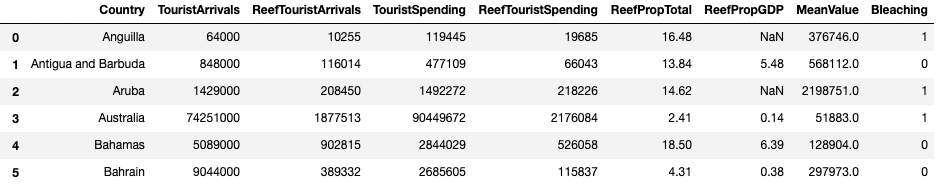 Country TouristArrivals ReefTouristArrivals TouristSpending ReefTouristSpending ReefPropTotal ReefPropGDP MeanValue Bleaching
0 Anguilla 64000 10255 119445 19685 16.48 NaN 376746.0 1
1 Antigua and Barbuda 848000 116014 477109 66043 13.84 5.48 568112.0 0
2 Aruba 1429000 208450 1492272 218226 14.62 NaN 2198751.0 1
3 Australia 74251000 1877513 90449672 2176084 2.41 0.14 51883.0 1
4 Bahamas 5089000 902815 2844029 526058 18.50 6.39 128904.0 0
5 Bahrain 9044000 389332 2685605 115837 4.31 0.38 297973.0 0